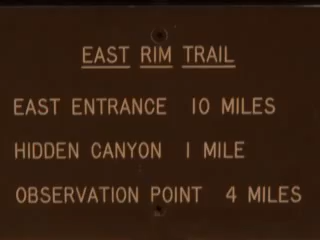 EAST RIM TRAIL
EAST ENTRANCE 10 MILES
HIDDEN CANYON 1 MILE
OBSERVATION POINT 4 MILES